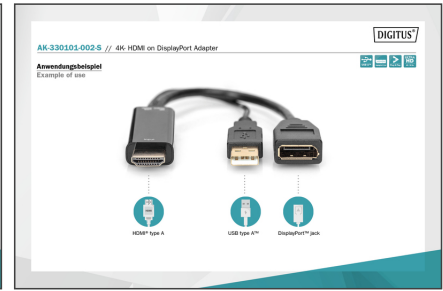 DIGITUS®
AK-330101-002-S // 4K- HDMI on DisplayPort Adapter
Anwendungsbeispiel
Example of use
HDMI® type A
USB type A™
DisplayPort™ jack